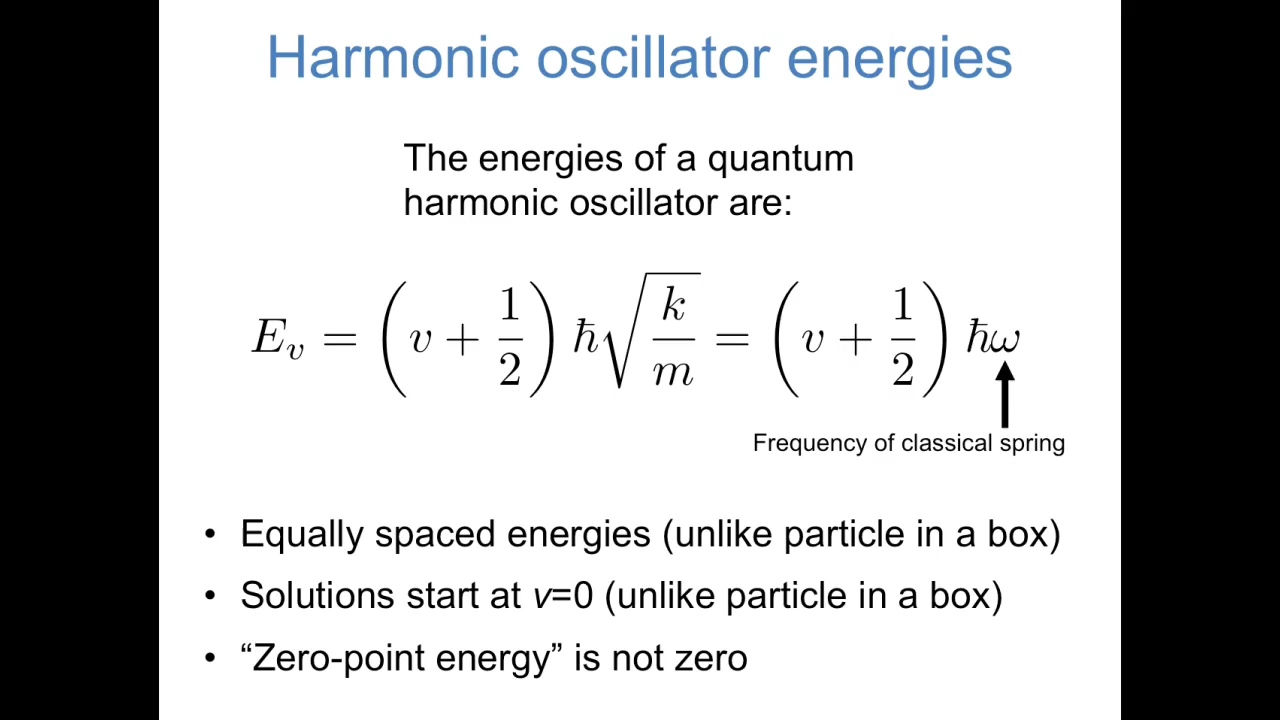 Harmonic oscillator energies
The energies of a quantum
harmonic oscillator are:
$E_v = \left(v + \frac{1}{2}\right) \hbar \sqrt{\frac{k}{m}} = \left(v + \frac{1}{2}\right) \hbar\omega$
Frequency of classical spring
• Equally spaced energies (unlike particle in a box)
• Solutions start at v=0 (unlike particle in a box)
• “Zero-point energy” is not zero